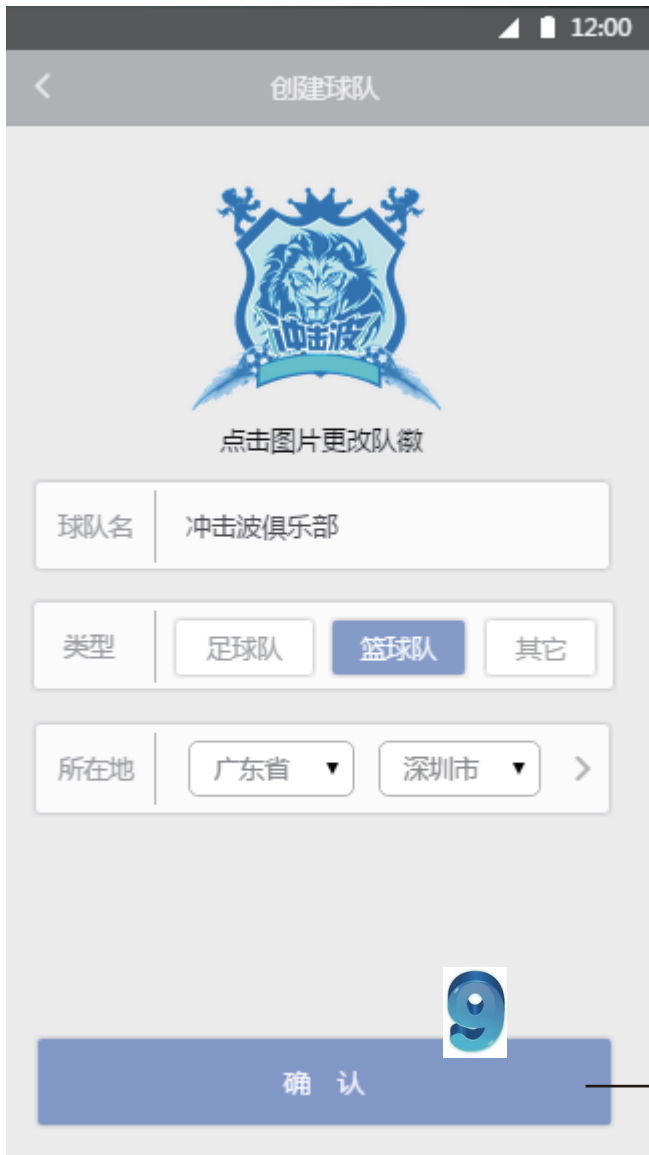 12:00
创建球队
冲击波
点击图片更改队徽
球队名 冲击波俱乐部
类型 足球队 篮球队 其它
所在地 广东省 深圳市
9
确 认